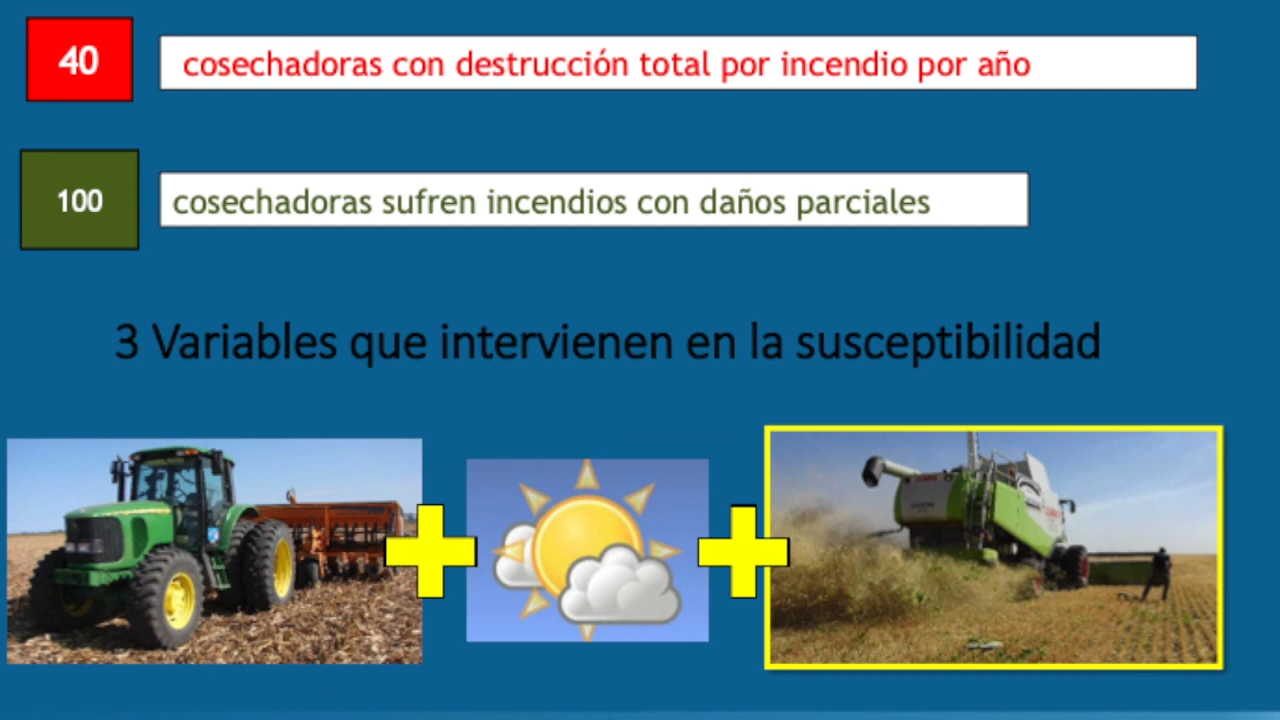 40
cosechadoras con destrucción total por incendio por año
100
cosechadoras sufren incendios con daños parciales
3 Variables que intervienen en la susceptibilidad